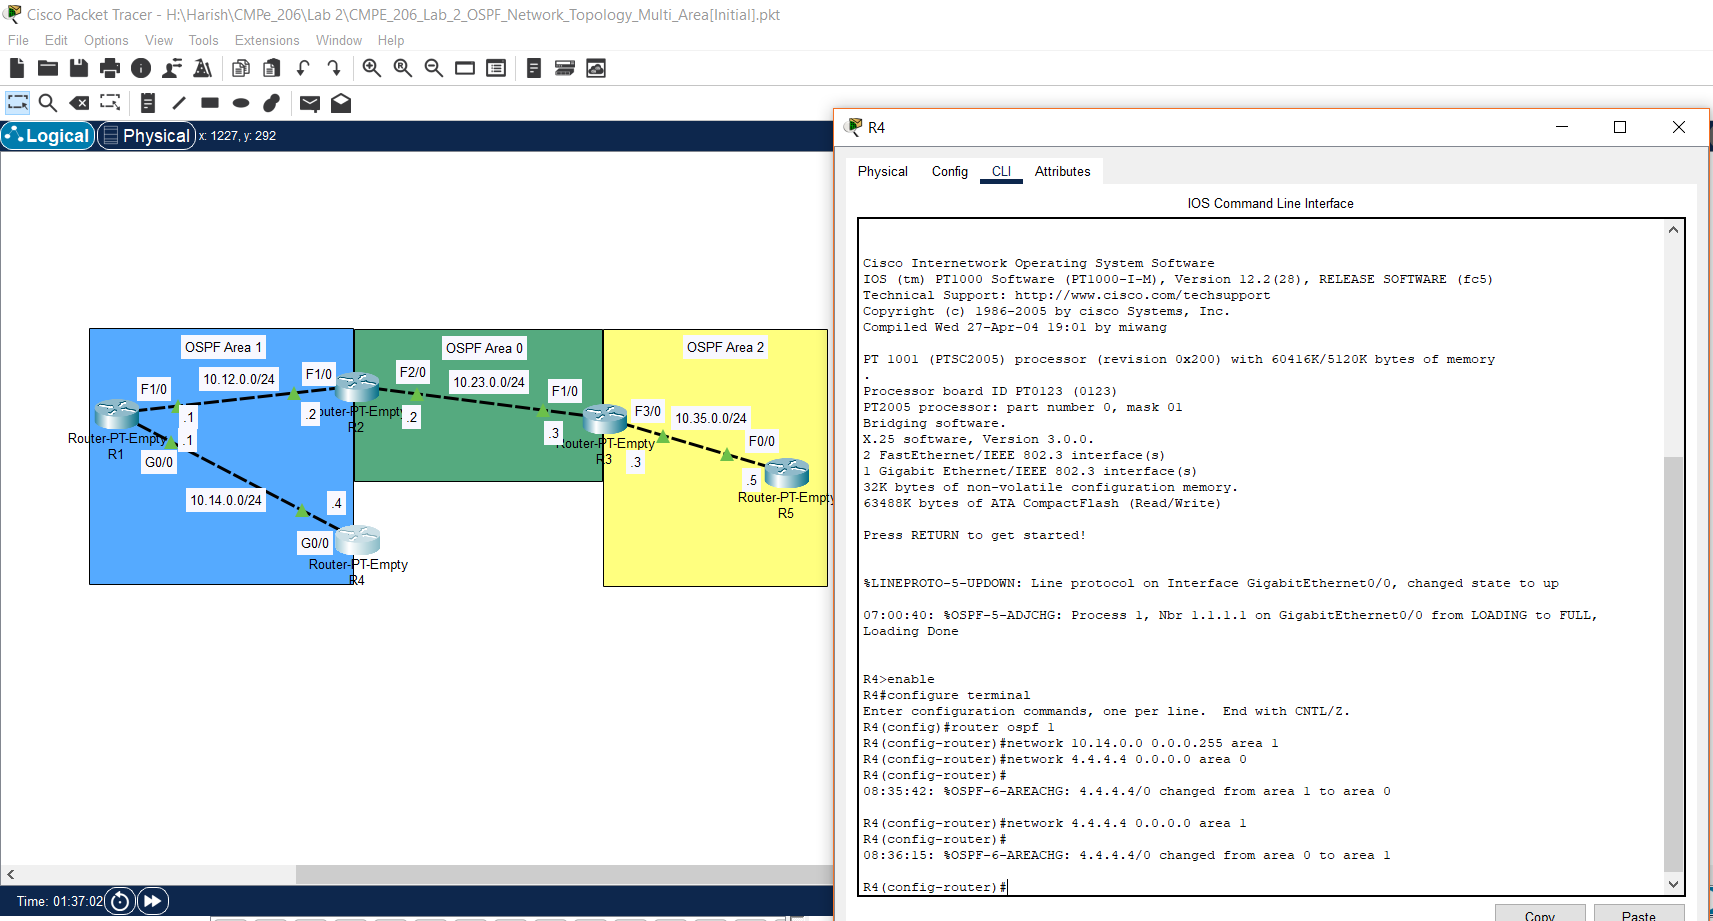 Cisco Packet Tracer - H:\Harish\CMPe_206\Lab 2\CMPE_206_Lab_2_OSPF_Network_Topology_Multi_Area[Initial].pkt
File Edit Options View Tools Extensions Window Help
Logical Physical x: 1227, y: 292
OSPF Area 1
OSPF Area 0
OSPF Area 2
F1/0
10.12.0.0/24
F1/0
F2/0
10.23.0.0/24
F1/0
.1
.2
.2
.3
F3/0
10.35.0.0/24
F0/0
Router-PT-Empty
R1
.1
G0/0
outer-PT-Empty
R2
outer-PT-Empty
R3
.3
.5
Router-PT-Empty
R5
10.14.0.0/24
.4
G0/0
Router-PT-Empty
R4
Time: 01:37:02
R4
Physical Config CLI Attributes
IOS Command Line Interface
Cisco Internetwork Operating System Software
IOS (tm) PT1000 Software (PT1000-I-M), Version 12.2(28), RELEASE SOFTWARE (fc5)
Technical Support: http://www.cisco.com/techsupport
Copyright (c) 1986-2005 by cisco Systems, Inc.
Compiled Wed 27-Apr-04 19:01 by miwang
PT 1001 (PTSC2005) processor (revision 0x200) with 60416K/5120K bytes of memory
.
Processor board ID PT0123 (0123)
PT2005 processor: part number 0, mask 01
Bridging software.
X.25 software, Version 3.0.0.
2 FastEthernet/IEEE 802.3 interface(s)
1 Gigabit Ethernet/IEEE 802.3 interface(s)
32K bytes of non-volatile configuration memory.
63488K bytes of ATA CompactFlash (Read/Write)
Press RETURN to get started!
%LINEPROTO-5-UPDOWN: Line protocol on Interface GigabitEthernet0/0, changed state to up
07:00:40: %OSPF-5-ADJCHG: Process 1, Nbr 1.1.1.1 on GigabitEthernet0/0 from LOADING to FULL,
Loading Done
R4>enable
R4#configure terminal
Enter configuration commands, one per line.  End with CNTL/Z.
R4(config)#router ospf 1
R4(config-router)#network 10.14.0.0 0.0.0.255 area 1
R4(config-router)#network 4.4.4.4 0.0.0.0 area 0
R4(config-router)#
08:35:42: %OSPF-6-AREACHG: 4.4.4.4/0 changed from area 1 to area 0
R4(config-router)#network 4.4.4.4 0.0.0.0 area 1
R4(config-router)#
08:36:15: %OSPF-6-AREACHG: 4.4.4.4/0 changed from area 0 to area 1
R4(config-router)#
Copy Paste